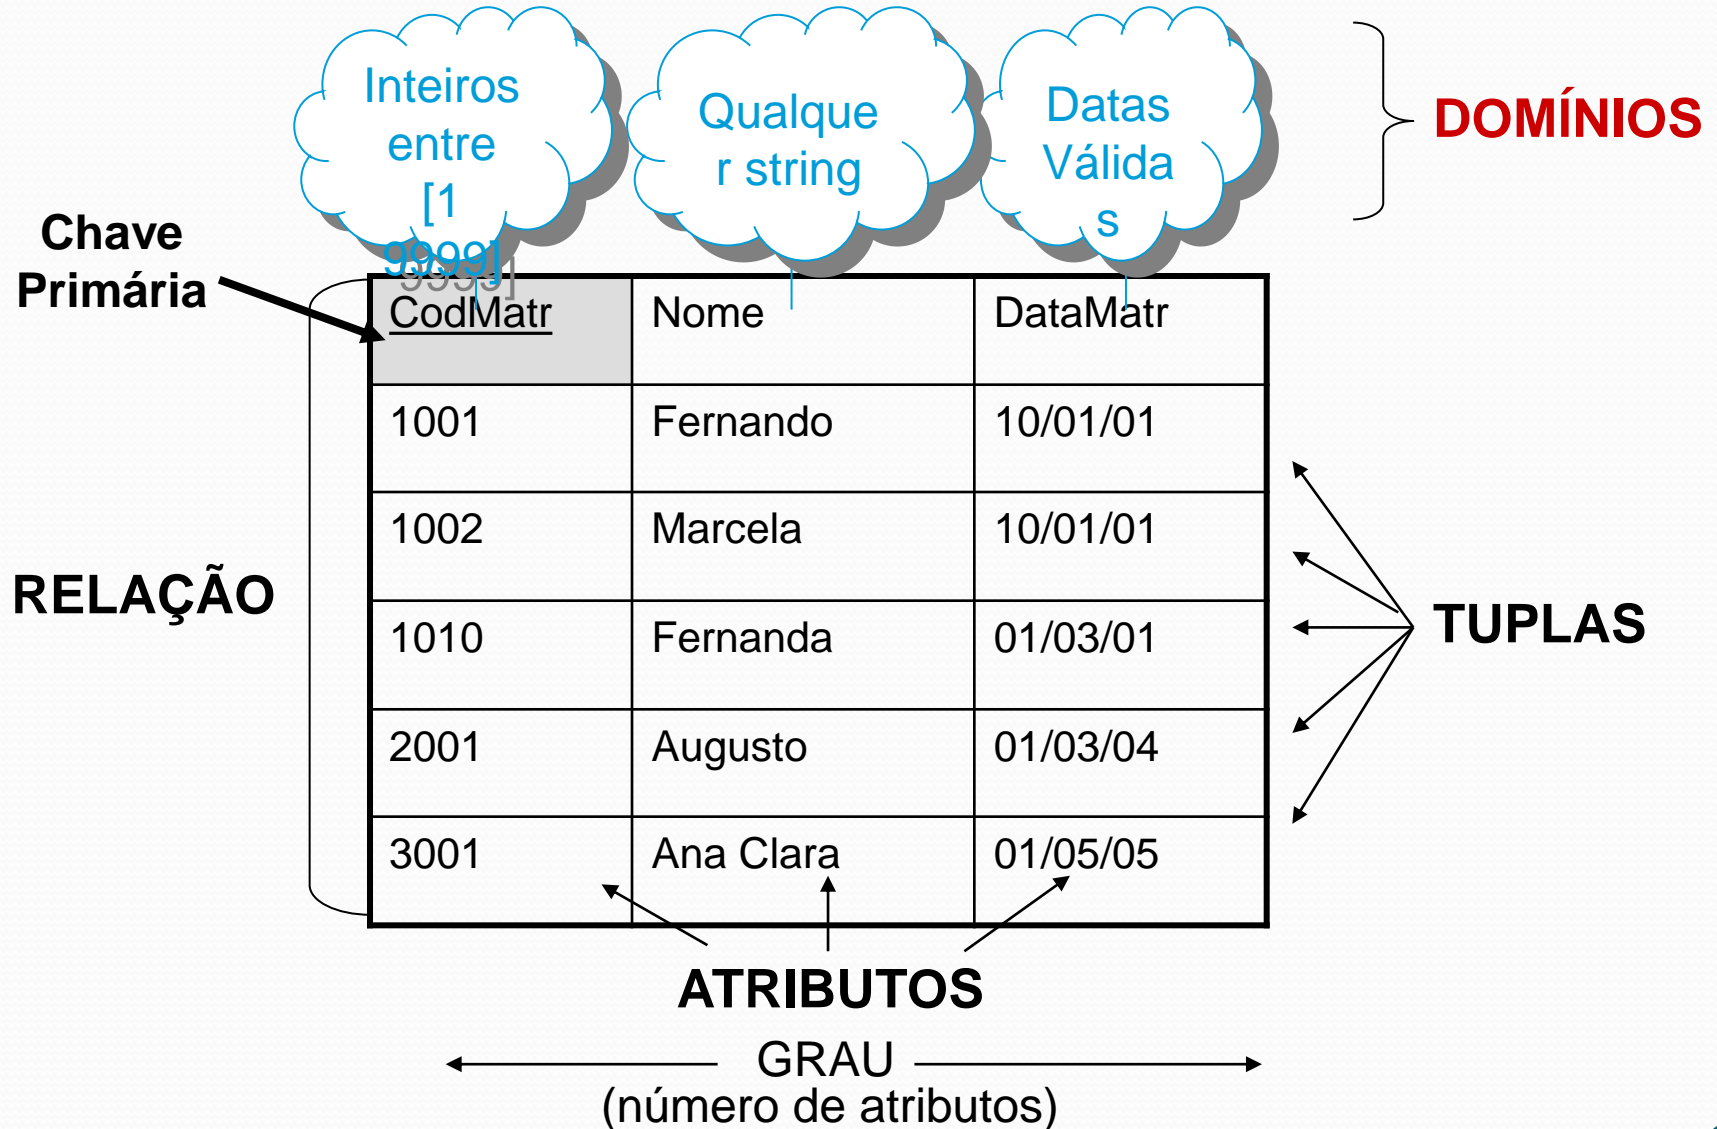 Inteiros
entre
[1
9999]
Qualque
r string
Datas
Válida
s
DOMÍNIOS
Chave
Primária
CodMatr Nome DataMatr
1001 Fernando 10/01/01
1002 Marcela 10/01/01
1010 Fernanda 01/03/01
2001 Augusto 01/03/04
3001 Ana Clara 01/05/05
RELAÇÃO
TUPLAS
ATRIBUTOS
GRAU
(número de atributos)